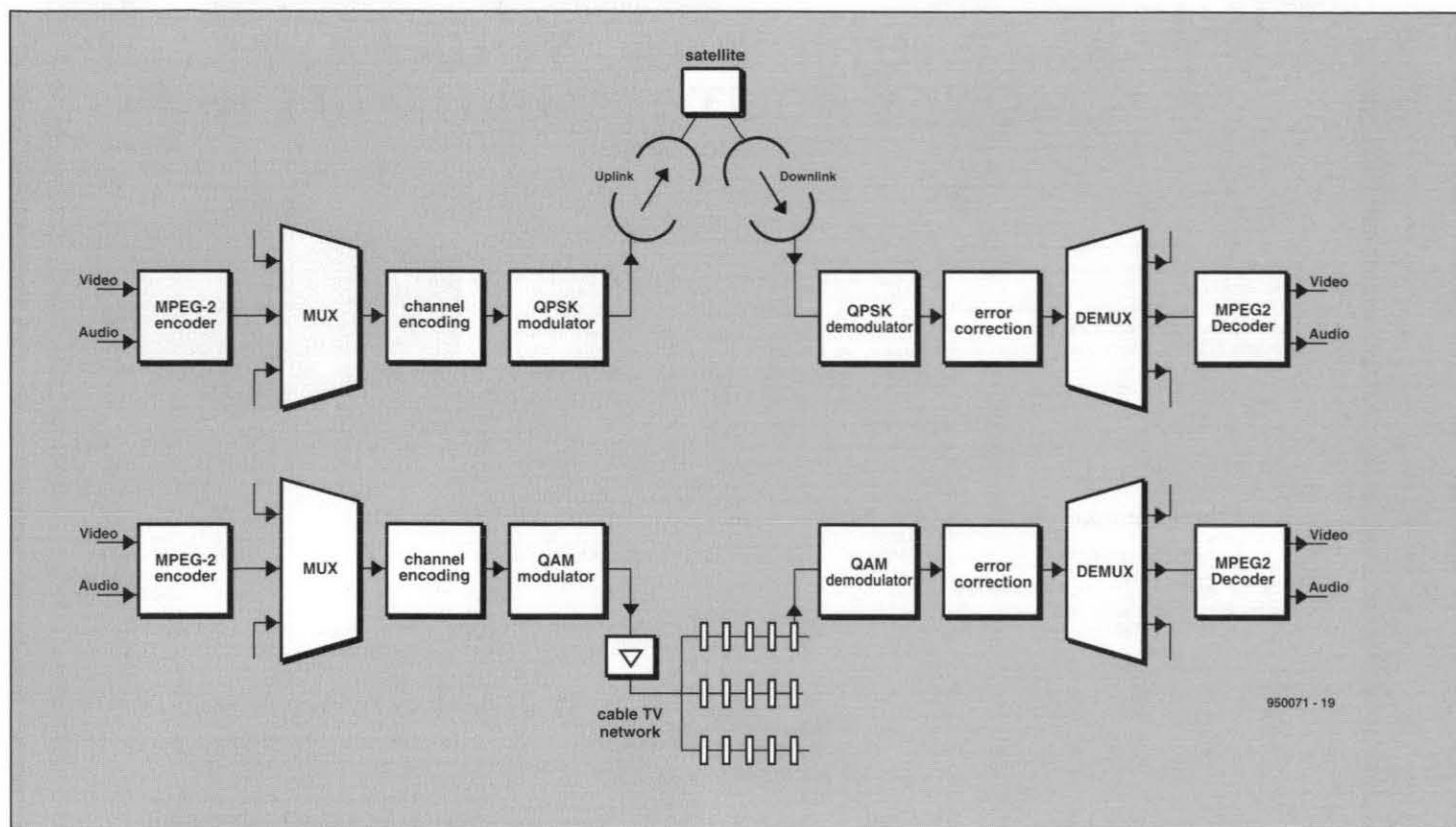 satellite
Uplink
Downlink
Video
Audio
MPEG-2
encoder
MUX
channel
encoding
QPSK
modulator
QPSK
demodulator
error
correction
DEMUX
MPEG2
Decoder
Video
Audio
Video
Audio
MPEG-2
encoder
MUX
channel
encoding
QAM
modulator
QAM
demodulator
error
correction
DEMUX
MPEG2
Decoder
Video
Audio
cable TV
network
950071 - 19